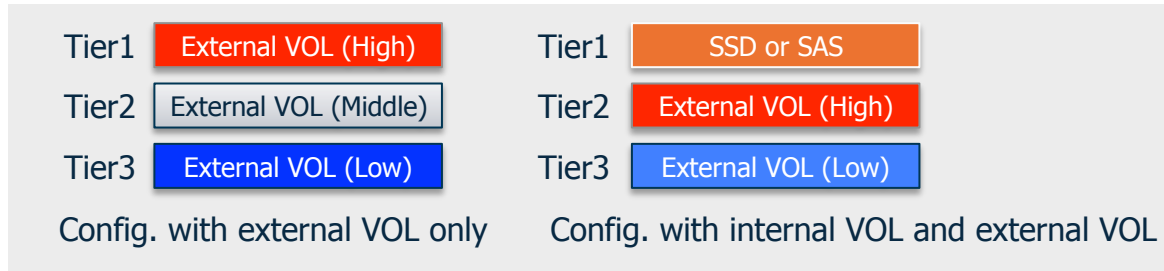 Tier1 External VOL (High)
Tier2 External VOL (Middle)
Tier3 External VOL (Low)
Config. with external VOL only
Tier1 SSD or SAS
Tier2 External VOL (High)
Tier3 External VOL (Low)
Config. with internal VOL and external VOL